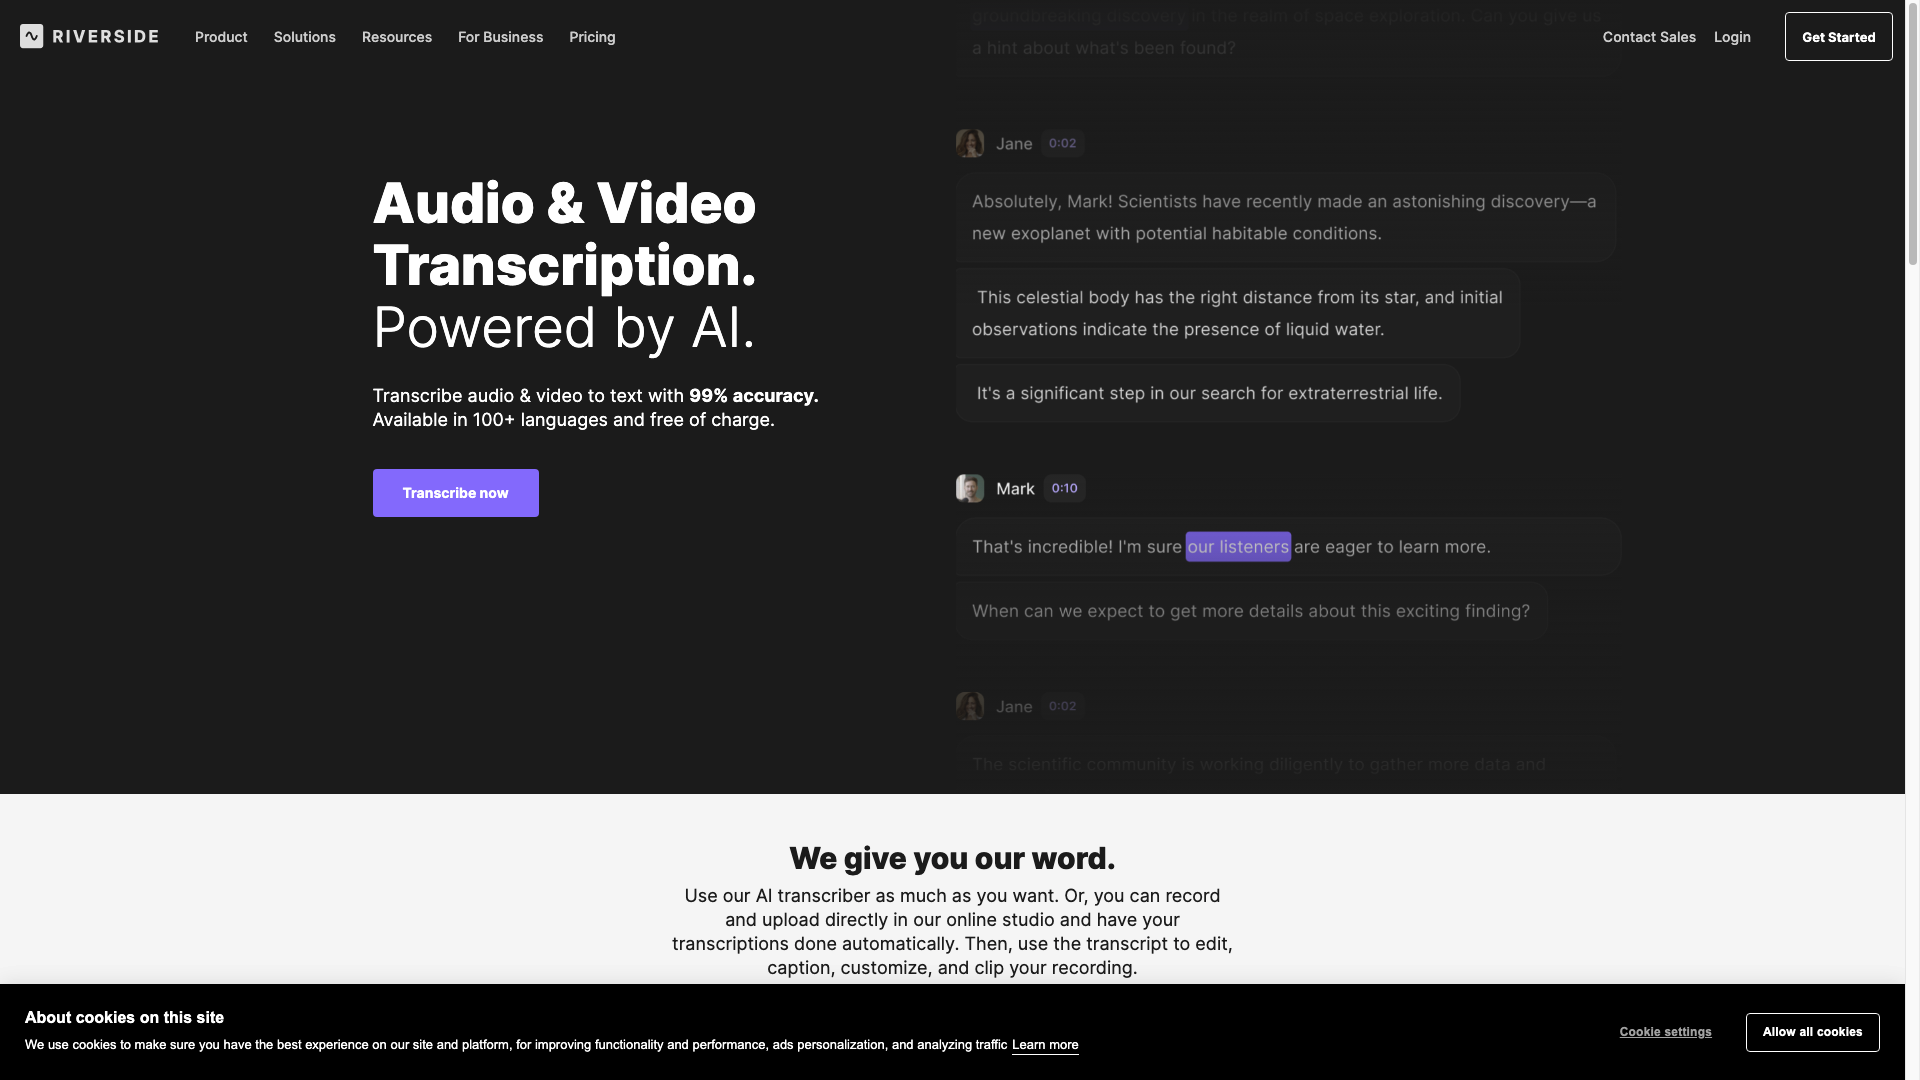 groundbreaking discovery in the realm of space exploration. Can you give us
a hint about what's been found?
RIVERSIDE
Product
Solutions
Resources
For Business
Pricing
Contact Sales
Login
Get Started
Audio & Video
Transcription.
Powered by AI.
Transcribe audio & video to text with 99% accuracy.
Available in 100+ languages and free of charge.
Transcribe now
Jane 0:02
Absolutely, Mark! Scientists have recently made an astonishing discovery—a
new exoplanet with potential habitable conditions.
This celestial body has the right distance from its star, and initial
observations indicate the presence of liquid water.
It's a significant step in our search for extraterrestrial life.
Mark 0:10
That's incredible! I'm sure our listeners are eager to learn more.
When can we expect to get more details about this exciting finding?
Jane 0:02
The scientific community is working diligently to gather more data and
We give you our word.
Use our AI transcriber as much as you want. Or, you can record
and upload directly in our online studio and have your
transcriptions done automatically. Then, use the transcript to edit,
caption, customize, and clip your recording.
About cookies on this site
We use cookies to make sure you have the best experience on our site and platform, for improving functionality and performance, ads personalization, and analyzing traffic Learn more
Cookie settings
Allow all cookies